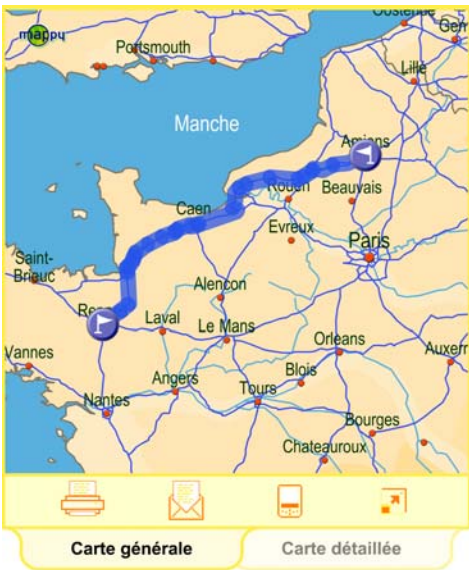 mappy
Portsmouth
Oostende
Gen
Lille
Manche
Amiens
Rouen
Beauvais
Caen
Evreux
Paris
Saint-
Brieuc
Alencon
Laval
Le Mans
Vannes
Orleans
Auxerr
Angers
Blois
Nantes
Tours
Bourges
Chateauroux
Carte générale
Carte détaillée